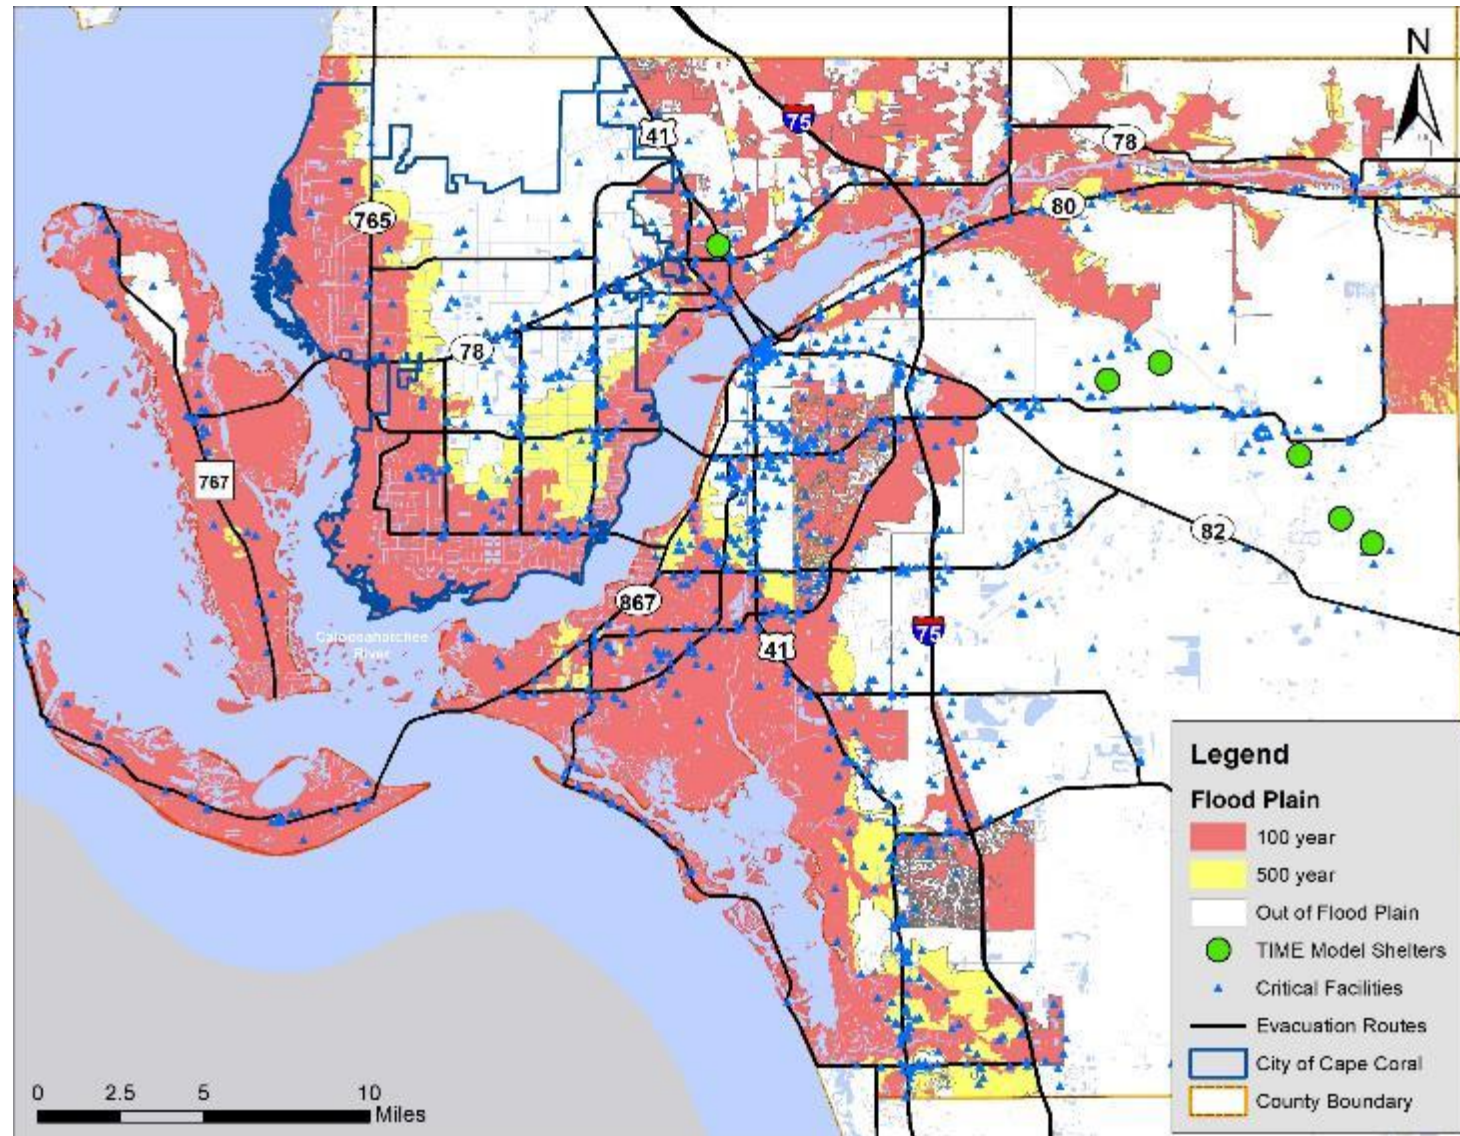 N
75
41
78
80
765
78
767
82
867
75
41
Caloosahatchee
River
Legend
Flood Plain
100 year
500 year
Out of Flood Plain
TIME Model Shelters
Critical Facilities
Evacuation Routes
City of Cape Coral
County Boundary
0 2.5 5 10
Miles